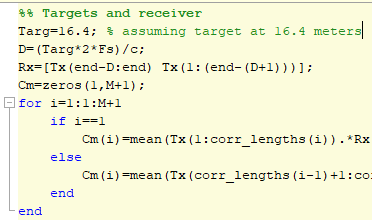 %% Targets and receiver
Targ=16.4; % assuming target at 16.4 meters
D=(Targ*2*Fs)/c;
Rx=[Tx(end-D:end) Tx(1:(end-(D+1)))];
Cm=zeros(1,M+1);
for i=1:1:M+1
if i==1
Cm(i)=mean(Tx(1:corr_lengths(i)).*Rx
else
Cm(i)=mean(Tx(corr_lengths(i-1)+1:co
end
end